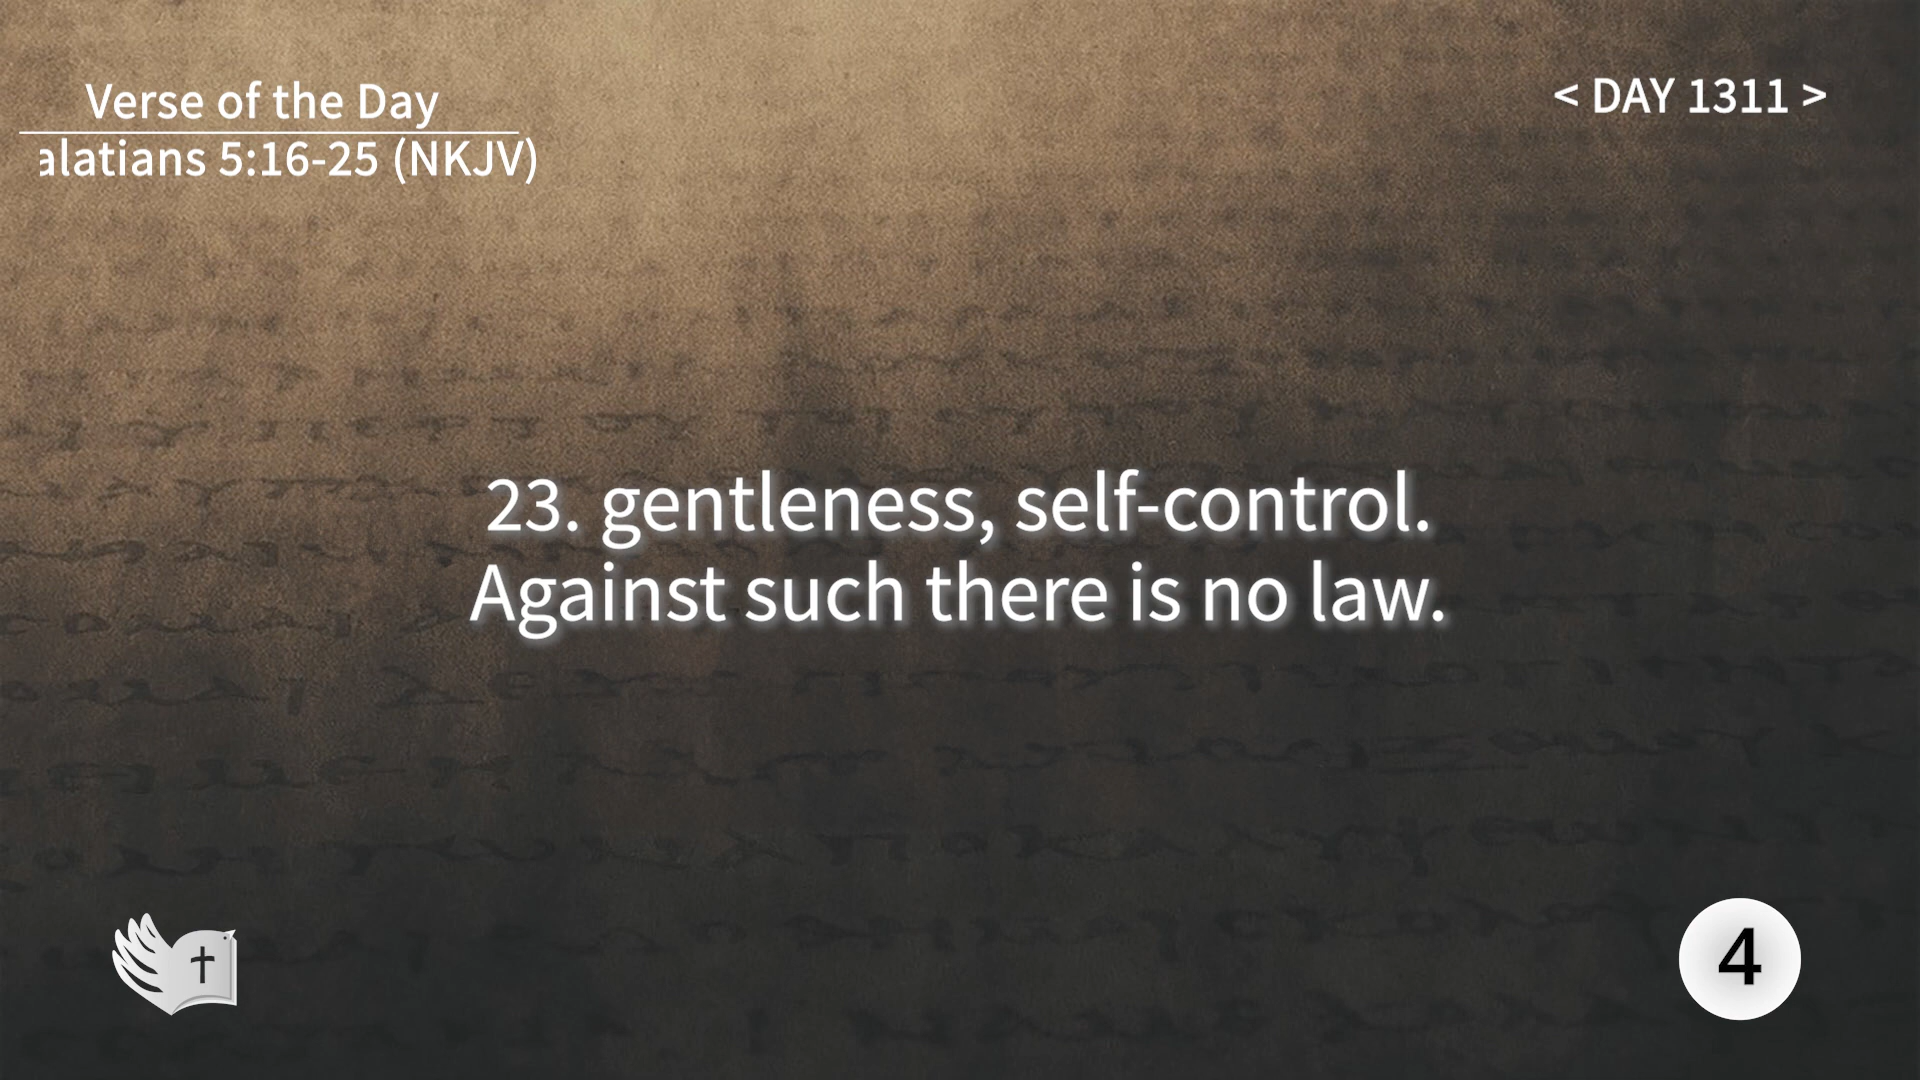 Verse of the Day
alatians 5:16-25 (NKJV)
< DAY 1311 >
23. gentleness, self-control.
Against such there is no law.
4